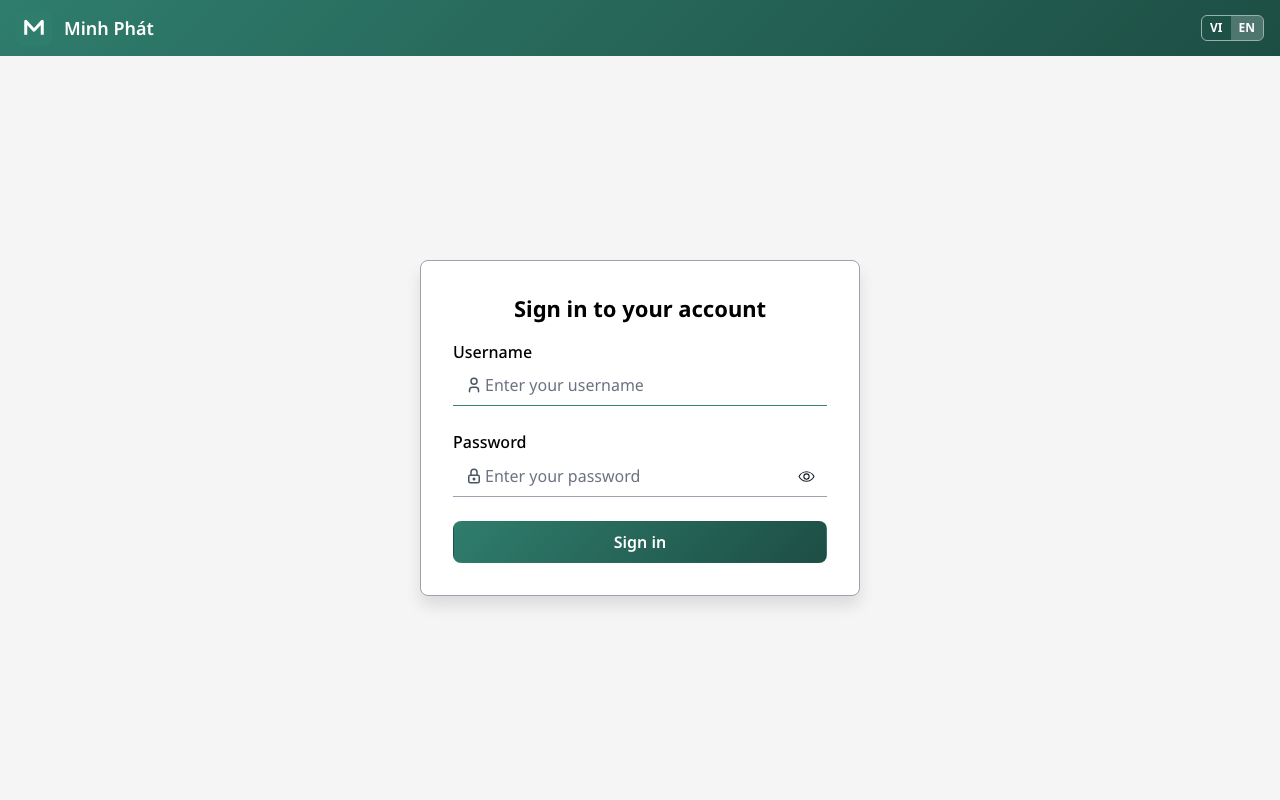 Minh Phát
VI EN
Sign in to your account
Username
Enter your username
Password
Enter your password
Sign in